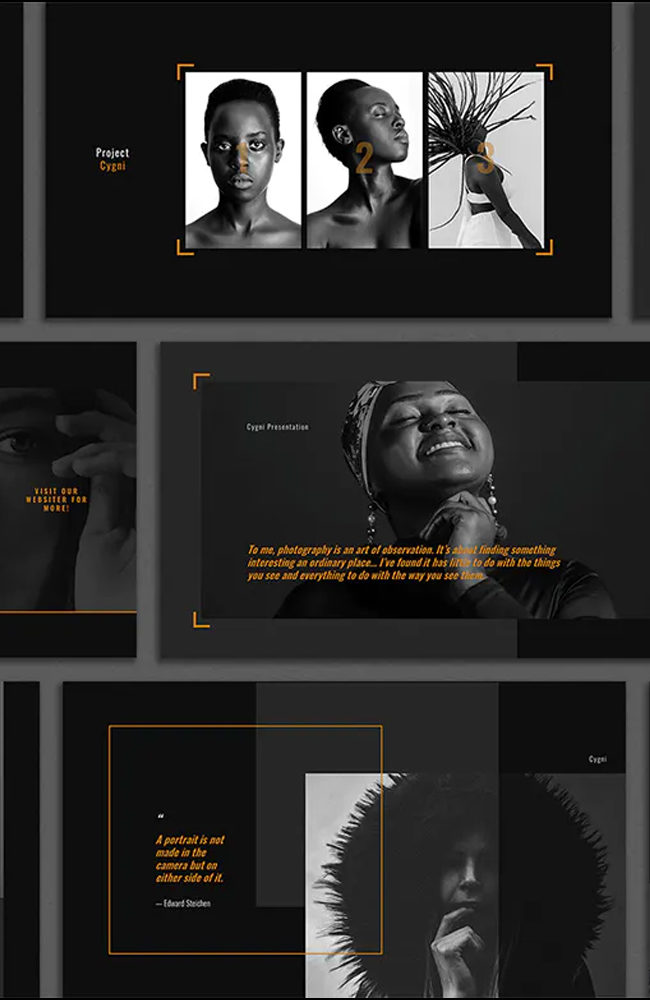 Project
Cygni
1
2
3
VISIT OUR
WEBSITER FOR
MORE!
Cygni Presentation
To me, photography is an art of observation. It's about finding something
interesting an ordinary place... I've found it has little to do with the things
you see and everything to do with the way you see them.
Cygni
“
A portrait is not
made in the
camera but on
either side of it.
— Edward Steichen